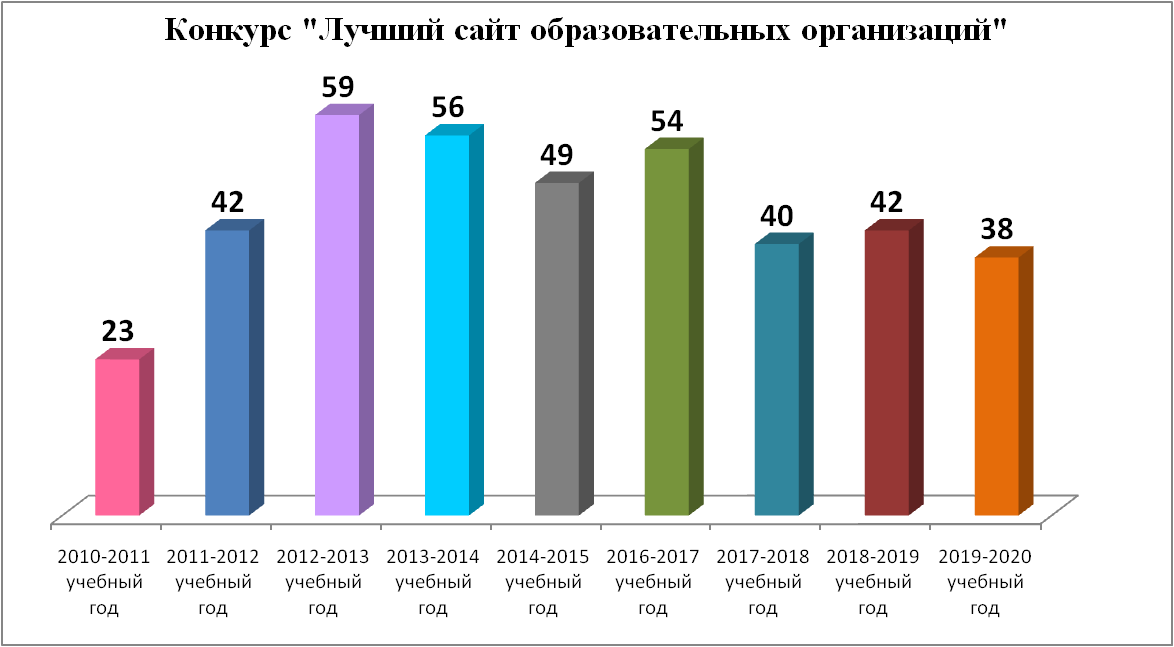 Конкурс "Лучший сайт образовательных организаций"
59
56
54
49
42
42
40
38
23
2010-2011 2011-2012 2012-2013 2013-2014 2014-2015 2016-2017 2017-2018 2018-2019 2019-2020
учебный учебный учебный учебный учебный учебный учебный учебный учебный
год год год год год год год год год